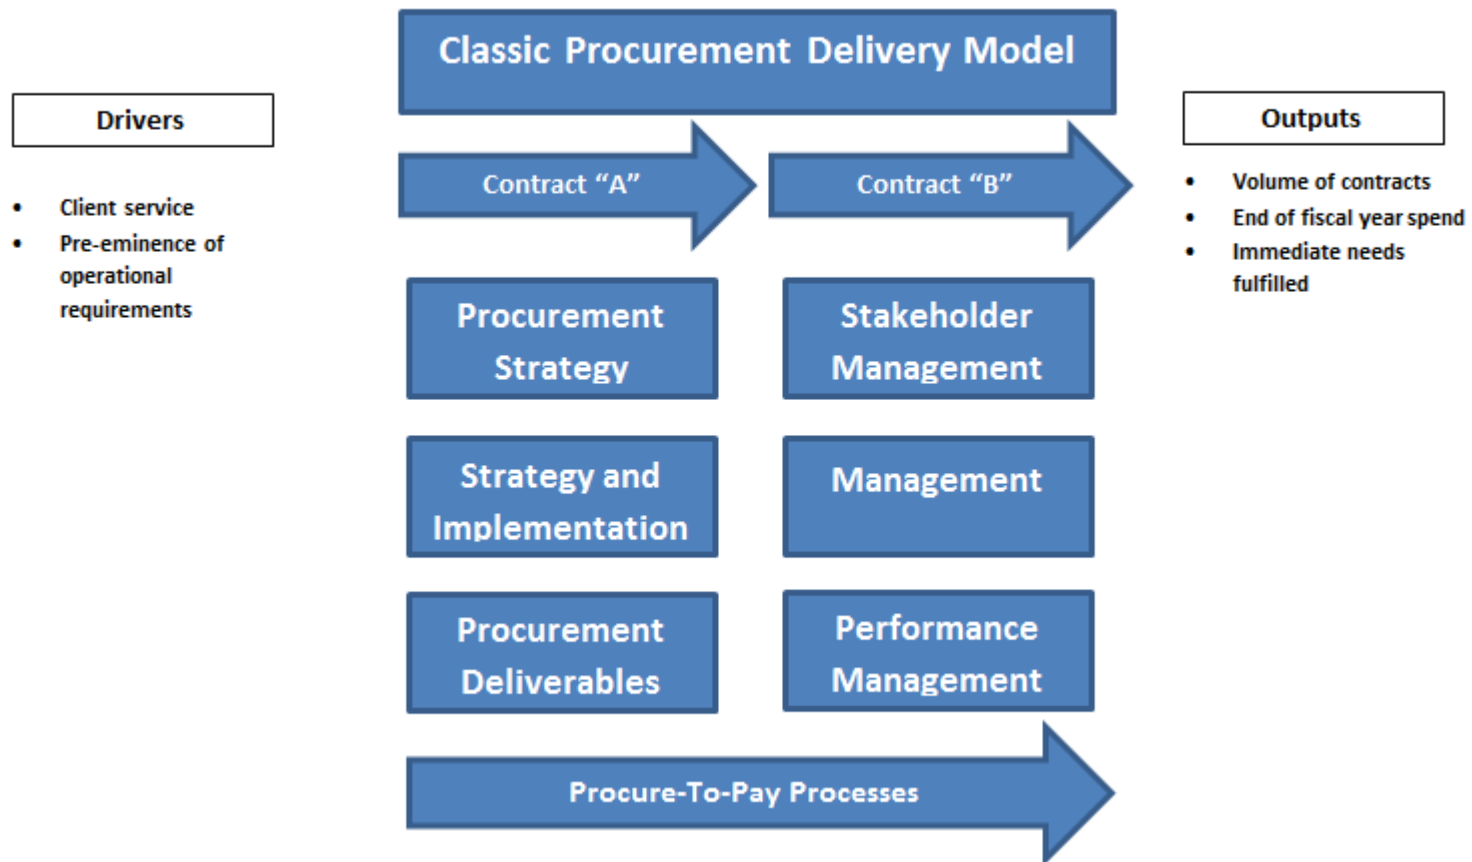 Classic Procurement Delivery Model
Drivers
• Client service
• Pre-eminence of
operational
requirements
Contract “A”
Contract “B”
Outputs
• Volume of contracts
• End of fiscal year spend
• Immediate needs
fulfilled
Procurement
Strategy
Stakeholder
Management
Strategy and
Implementation
Management
Procurement
Deliverables
Performance
Management
Procure-To-Pay Processes